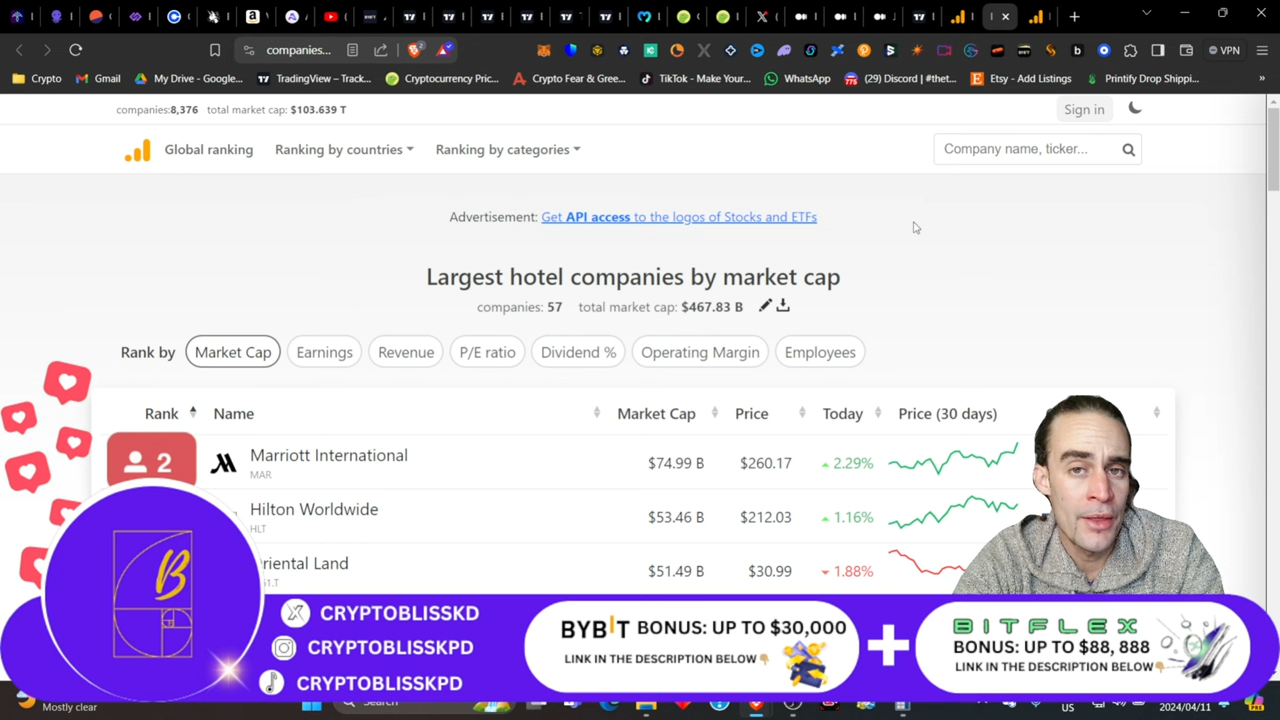 companies...
VPN
Crypto
Gmail
My Drive - Google...
TradingView – Track...
Cryptocurrency Pric...
Crypto Fear & Gree...
TikTok - Make Your...
WhatsApp
(29) Discord | #thet...
Etsy - Add Listings
Printify Drop Shippi...
companies:8,376 total market cap: $103.639 T
Sign in
Global ranking
Ranking by countries
Ranking by categories
Company name, ticker...
Advertisement: Get API access to the logos of Stocks and ETFs
Largest hotel companies by market cap
companies: 57 total market cap: $467.83 B
Rank by
Market Cap
Earnings
Revenue
P/E ratio
Dividend %
Operating Margin
Employees
Rank Name Market Cap Price Today Price (30 days)
2
Marriott International
MAR
$74.99 B $260.17 2.29%
Hilton Worldwide
HLT
$53.46 B $212.03 1.16%
riental Land
$51.49 B $30.99 1.88%
B
CRYPTOBLISSKD
CRYPTOBLISSKPD
CRYPTOBLISSKPD
BYBIT BONUS: UP TO $30,000
LINK IN THE DESCRIPTION BELOW
+
BITFLEX
BONUS: UP TO $88, 888
LINK IN THE DESCRIPTION BELOW
Mostly clear
Search
US
2024/04/11